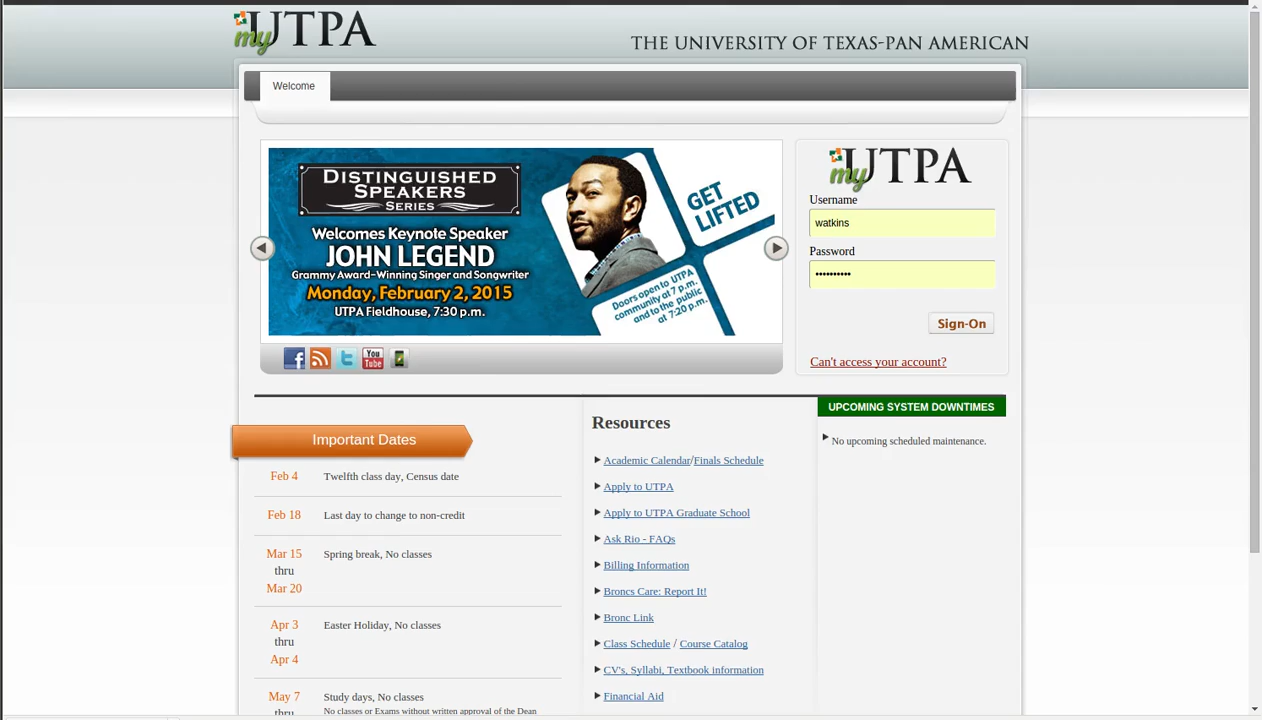 myUTPA
THE UNIVERSITY OF TEXAS-PAN AMERICAN
Welcome
DISTINGUISHED
SPEAKERS
SERIES
Welcomes Keynote Speaker
JOHN LEGEND
Grammy Award-Winning Singer and Songwriter
Monday, February 2, 2015
UTPA Fieldhouse, 7:30 p.m.
GET
LIFTED
Doors open to UTPA
community at 7 p.m.
and to the public
at 7:20 p.m.
You
Tube
myUTPA
Username
watkins
Password
••••••••••
Sign-On
Can't access your account?
Important Dates
Feb 4 Twelfth class day, Census date
Feb 18 Last day to change to non-credit
Mar 15 Spring break, No classes
thru
Mar 20
Apr 3 Easter Holiday, No classes
thru
Apr 4
May 7 Study days, No classes
thru No classes or Exams without written approval of the Dean
Resources
Academic Calendar/Finals Schedule
Apply to UTPA
Apply to UTPA Graduate School
Ask Rio - FAQs
Billing Information
Broncs Care: Report It!
Bronc Link
Class Schedule / Course Catalog
CV's, Syllabi, Textbook information
Financial Aid
UPCOMING SYSTEM DOWNTIMES
No upcoming scheduled maintenance.